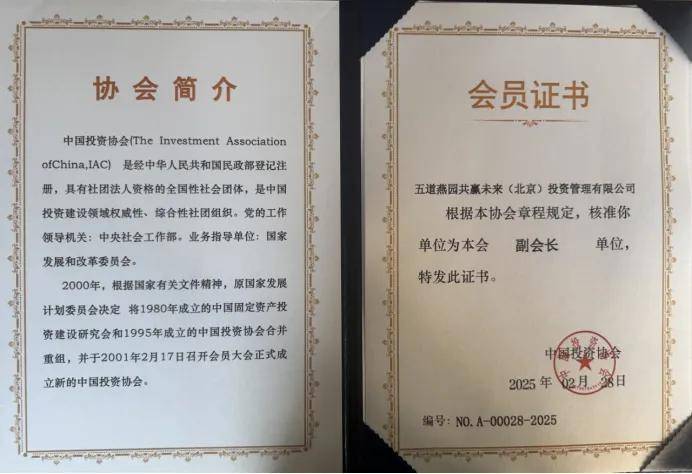 协会简介
中国投资协会(The Investment Association
ofChina,IAC) 是经中华人民共和国民政部登记注
册，具有社团法人资格的全国性社会团体，是中国
投资建设领域权威性、综合性社团组织。党的工作
领导机关：中央社会工作部。业务指导单位：国家
发展和改革委员会。
2000年，根据国家有关文件精神，原国家发展
计划委员会决定 将1980年成立的中国固定资产投
资建设研究会和1995年成立的中国投资协会合并
重组，并于2001年2月17日召开会员大会正式成
立新的中国投资协会。
会员证书
五道燕园共赢未来（北京）投资管理有限公司
根据本协会章程规定，核准你
单位为本会 副会长 单位，
特发此证书。
中国投资协会
2025年 02月 28日
编号：NO.A-00028-2025
中国投资协会